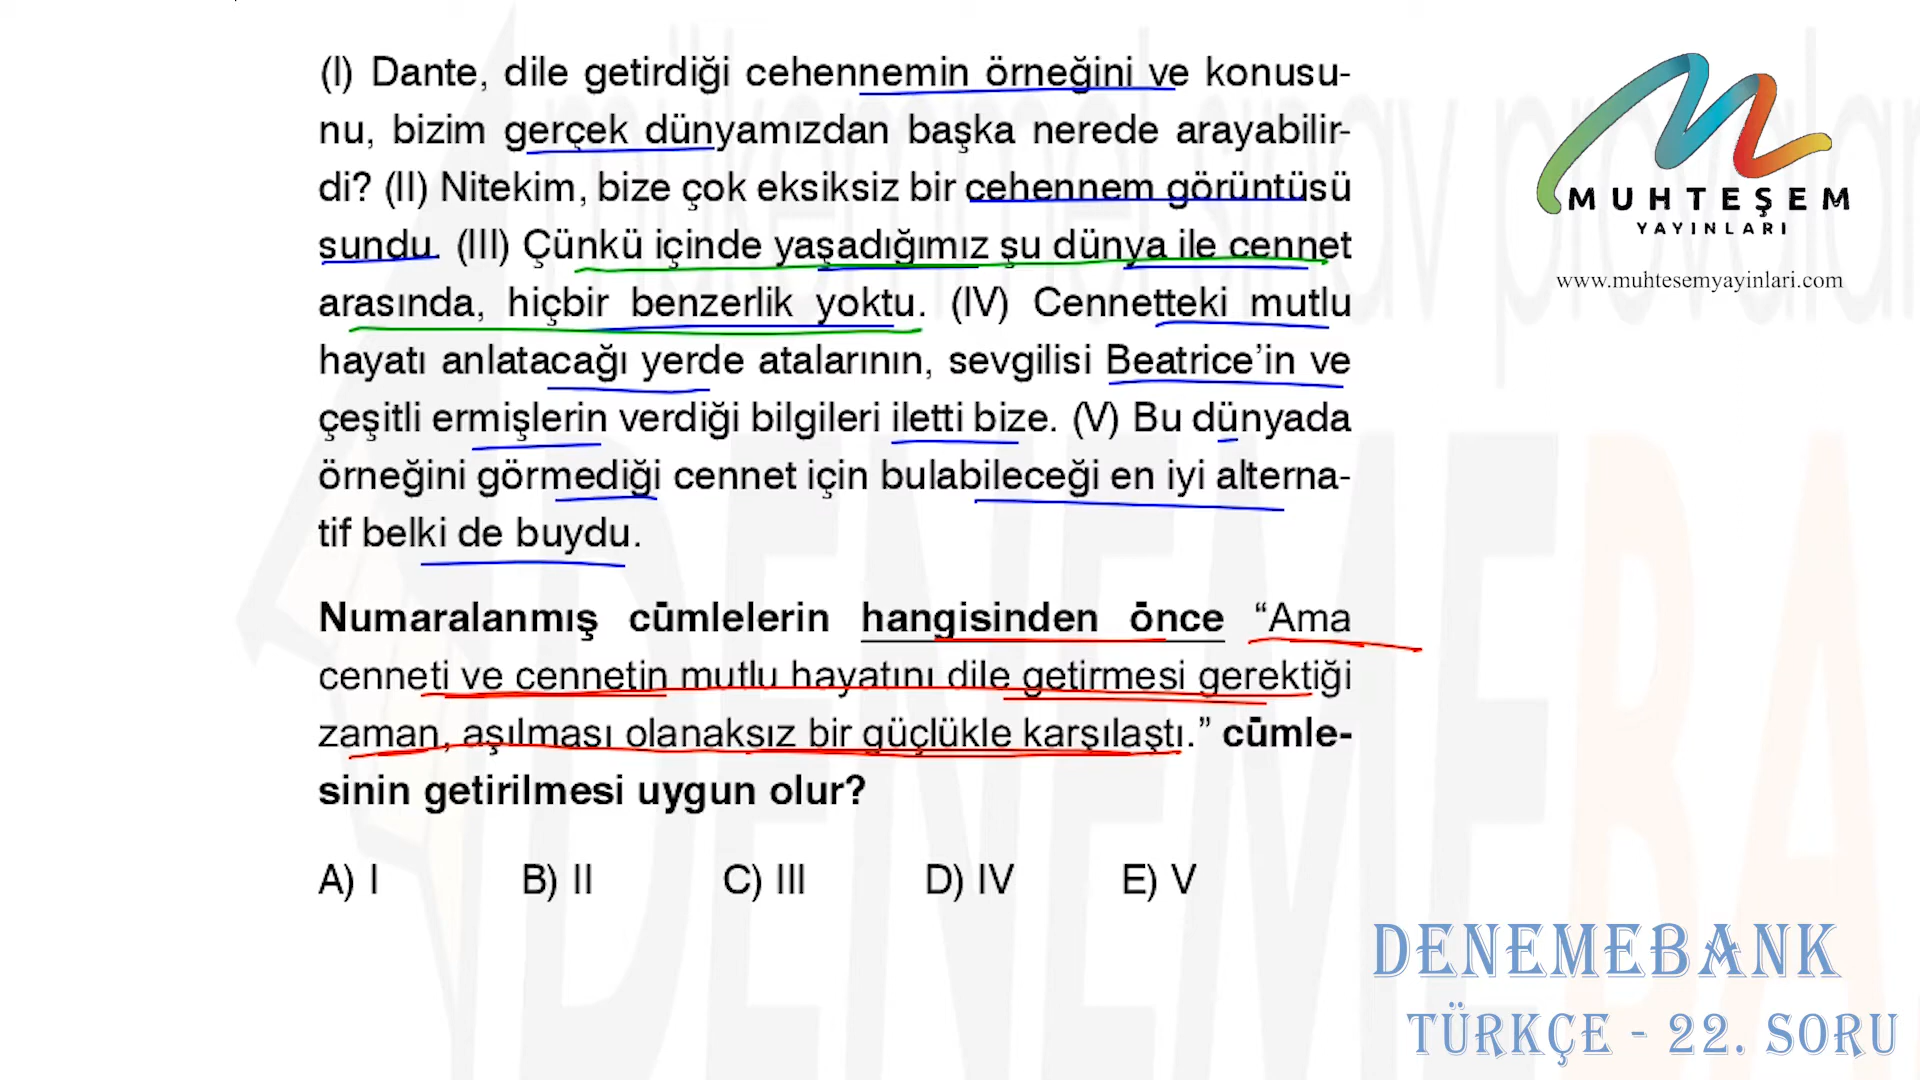 (I) Dante, dile getirdiği cehennemin örneğini ve konusu-
nu, bizim gerçek dünyamızdan başka nerede arayabilir-
di? (II) Nitekim, bize çok eksiksiz bir cehennem görüntüsü
sundu. (III) Çünkü içinde yaşadığımız şu dünya ile cennet
arasında, hiçbir benzerlik yoktu. (IV) Cennetteki mutlu
hayatı anlatacağı yerde atalarının, sevgilisi Beatrice’in ve
çeşitli ermişlerin verdiği bilgileri iletti bize. (V) Bu dünyada
örneğini görmediği cennet için bulabileceği en iyi alterna-
tif belki de buydu.
Numaralanmış cümlelerin hangisinden önce “Ama
cenneti ve cennetin mutlu hayatını dile getirmesi gerektiği
zaman, aşılması olanaksız bir güçlükle karşılaştı.” cümle-
sinin getirilmesi uygun olur?
A) I B) II C) III D) IV E) V
MUHTEŞEM
YAYINLARI
www.muhtesemyayinlari.com
DENEMEBANK
TÜRKÇE - 22. SORU